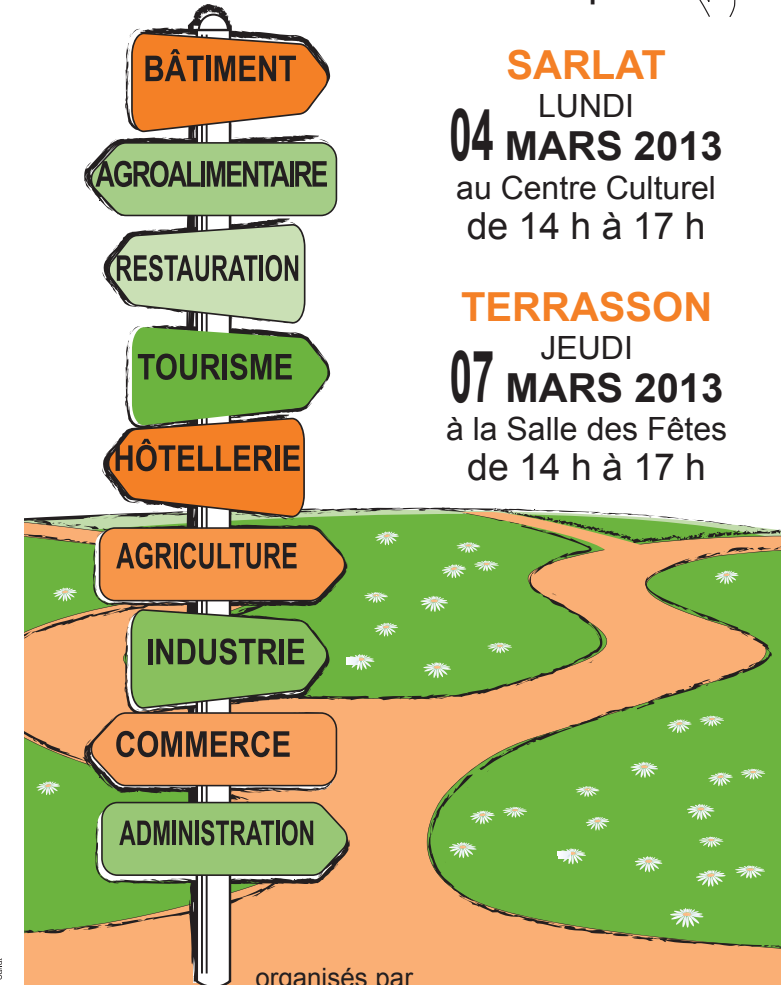 BÂTIMENT
AGROALIMENTAIRE
RESTAURATION
TOURISME
HÔTELLERIE
AGRICULTURE
INDUSTRIE
COMMERCE
ADMINISTRATION
SARLAT
LUNDI
04 MARS 2013
au Centre Culturel
de 14 h à 17 h
TERRASSON
JEUDI
07 MARS 2013
à la Salle des Fêtes
de 14 h à 17 h
organisés par